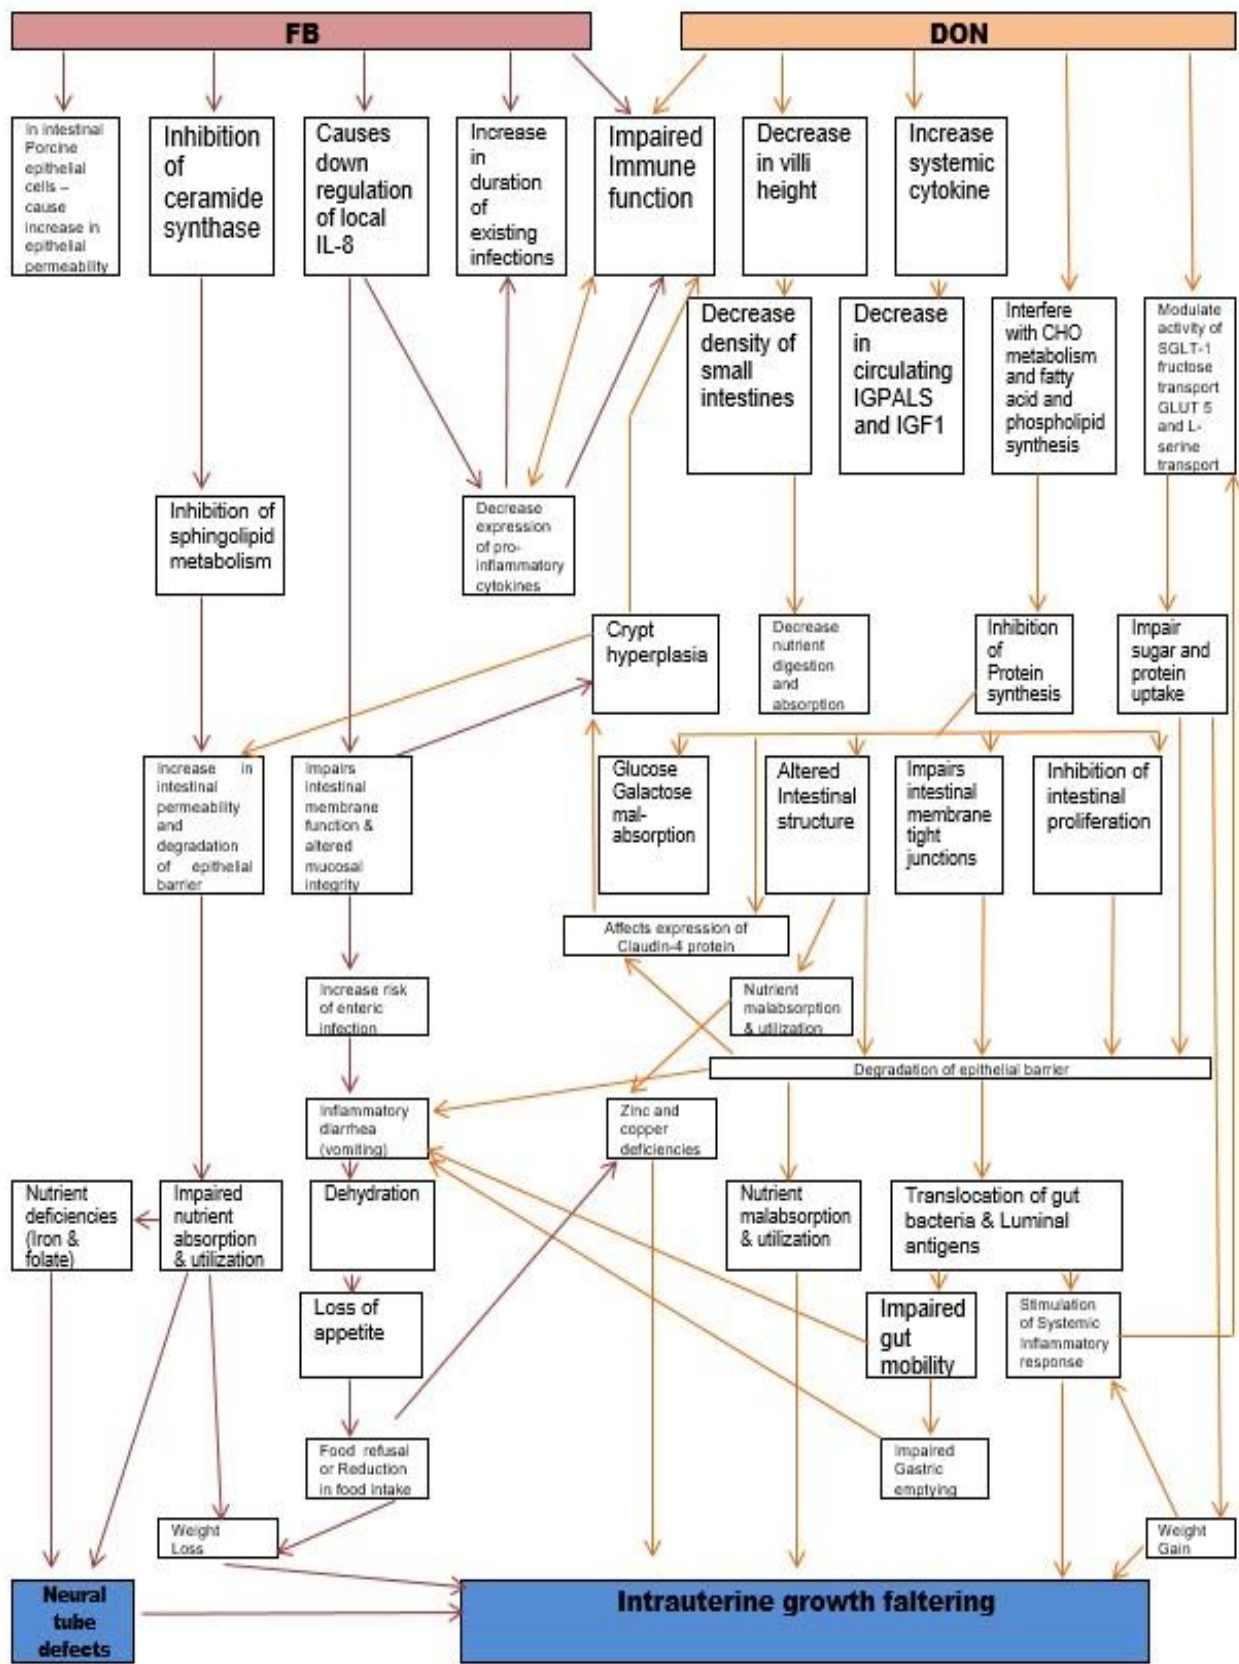 FB
DON
In intestinal
Porcine
epithelial
cells –
cause
increase in
epithelial
permeability
Inhibition
of
ceramide
synthase
Causes
down
regulation
of local
IL-8
Increase
in
duration
of
existing
infections
Impaired
Immune
function
Decrease
in villi
height
Increase
systemic
cytokine
Decrease
density of
small
intestines
Decrease
in
circulating
IGPALS
and IGF1
Interfere
with CHO
metabolism
and fatty
acid and
phospholipid
synthesis
Modulate
activity of
SGLT-1
fructose
transport
GLUT 5
and L-
serine
transport
Inhibition of
sphingolipid
metabolism
Decrease
expression
of pro-
inflammatory
cytokines
Crypt
hyperplasia
Decrease
nutrient
digestion
and
absorption
Inhibition
of
Protein
synthesis
Impair
sugar and
protein
uptake
Increase in
intestinal
permeability
and
degradation
of epithelial
barrier
Impairs
intestinal
membrane
function &
altered
mucosal
integrity
Glucose
Galactose
mal-
absorption
Altered
Intestinal
structure
Impairs
intestinal
membrane
tight
junctions
Inhibition of
intestinal
proliferation
Affects expression of
Claudin-4 protein
Increase risk
of enteric
infection
Nutrient
malabsorption
& utilization
Degradation of epithelial barrier
Inflammatory
diarrhea
(vomiting)
Zinc and
copper
deficiencies
Nutrient
deficiencies
(Iron &
folate)
Impaired
nutrient
absorption
& utilization
Dehydration
Nutrient
malabsorption
& utilization
Translocation of gut
bacteria & Luminal
antigens
Loss of
appetite
Impaired
gut
mobility
Stimulation
of Systemic
Inflammatory
response
Food refusal
or Reduction
in food Intake
Impaired
Gastric
emptying
Weight
Loss
Weight
Gain
Neural
tube
defects
Intrauterine growth faltering